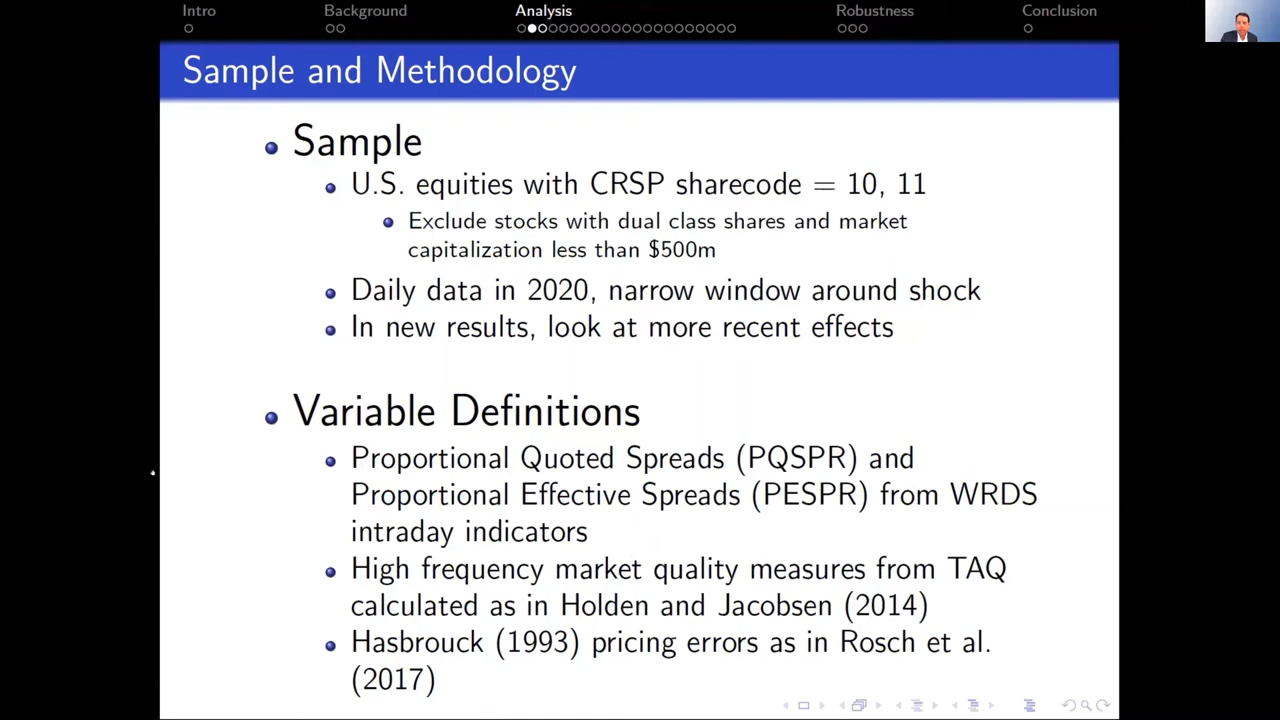 Intro Background Analysis Robustness Conclusion
Sample and Methodology
Sample
U.S. equities with CRSP sharecode = 10, 11
Exclude stocks with dual class shares and market
capitalization less than $500m
Daily data in 2020, narrow window around shock
In new results, look at more recent effects
Variable Definitions
Proportional Quoted Spreads (PQSPR) and
Proportional Effective Spreads (PESPR) from WRDS
intraday indicators
High frequency market quality measures from TAQ
calculated as in Holden and Jacobsen (2014)
Hasbrouck (1993) pricing errors as in Rosch et al.
(2017)